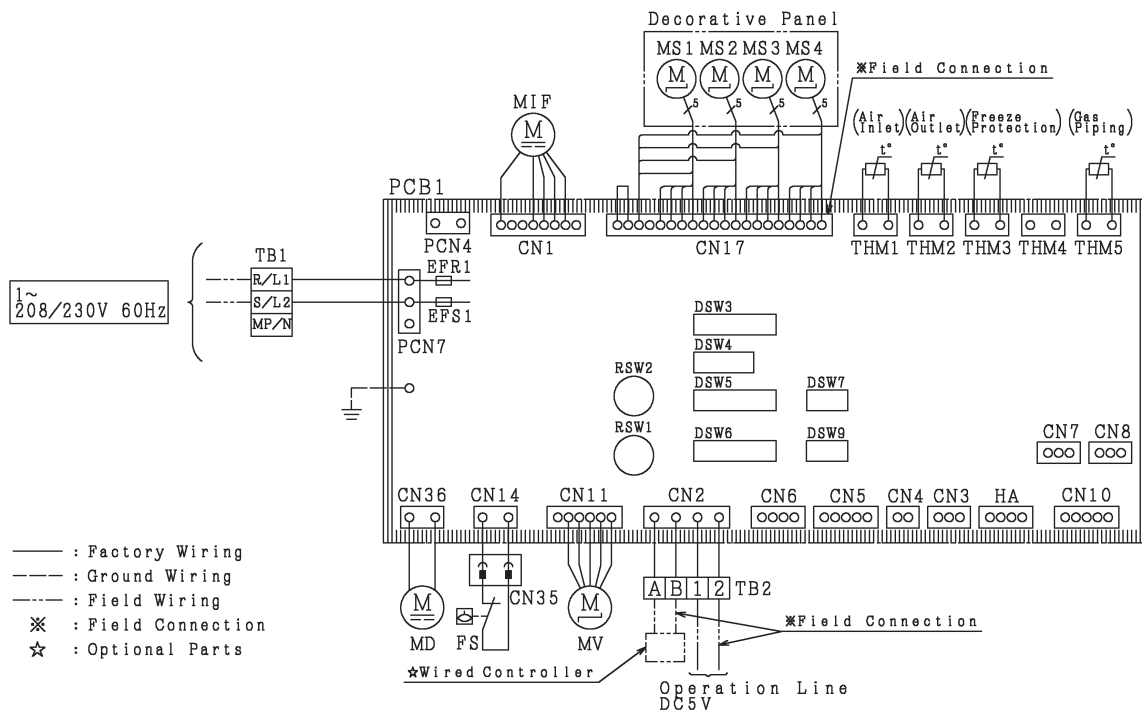 Decorative Panel
MS1 MS2 MS3 MS4
M M M M
5 5 5 5
※Field Connection
MIF
M
(Air Inlet) (Air Outlet) (Freeze Protection) (Gas Piping)
t° t° t° t°
PCB1
PCN4
CN1
CN17
THM1 THM2 THM3 THM4 THM5
TB1
R/L1
S/L2
MP/N
EFR1
EFS1
PCN7
1~
208/230V 60Hz
DSW3
DSW4
RSW2
DSW5
DSW7
RSW1
DSW6
DSW9
CN7 CN8
CN36 CN14 CN11 CN2 CN6 CN5 CN4 CN3 HA CN10
: Factory Wiring
: Ground Wiring
: Field Wiring
※ : Field Connection
☆ : Optional Parts
M
MD
CN35
FS
M
MV
A B 1 2 TB2
※Field Connection
☆Wired Controller
Operation Line
DC5V